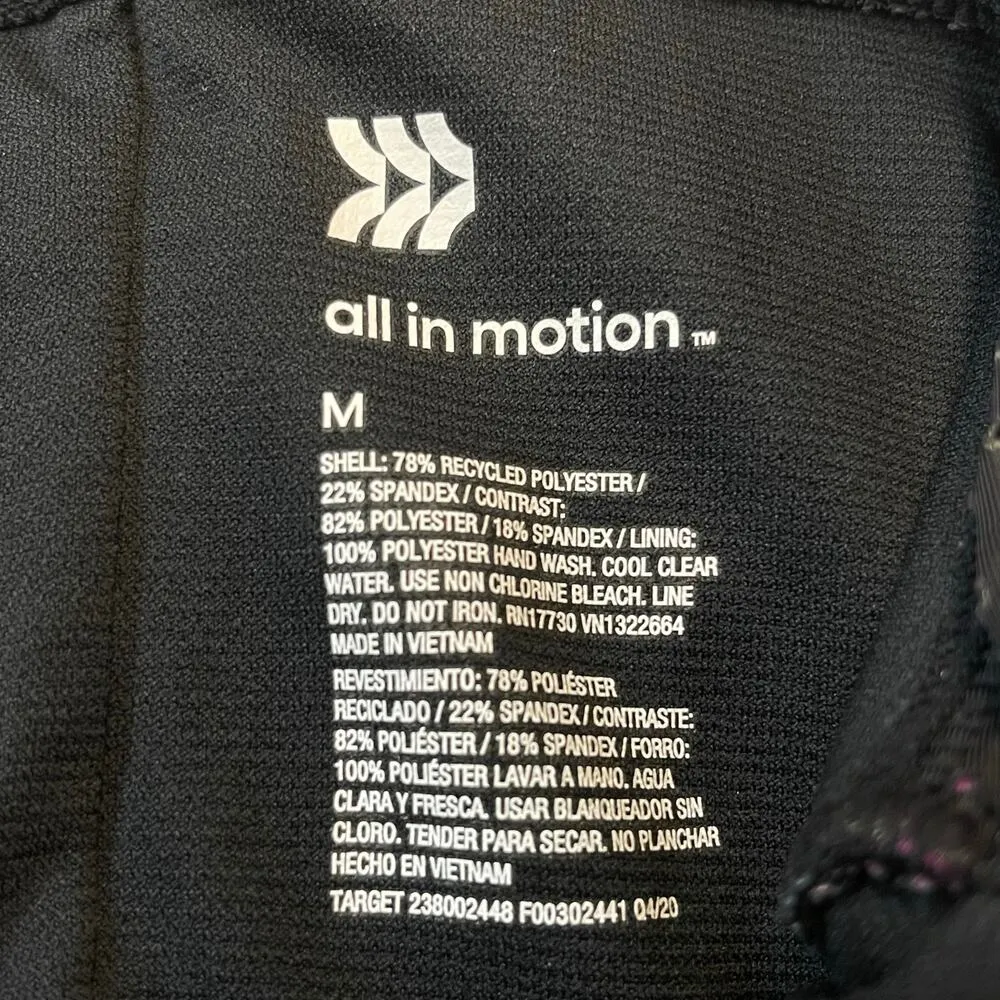 all in motion ™
M
SHELL: 78% RECYCLED POLYESTER /
22% SPANDEX / CONTRAST:
82% POLYESTER / 18% SPANDEX / LINING:
100% POLYESTER HAND WASH. COOL CLEAR
WATER. USE NON CHLORINE BLEACH. LINE
DRY. DO NOT IRON. RN17730 VN1322664
MADE IN VIETNAM
REVESTIMIENTO: 78% POLIÉSTER
RECICLADO / 22% SPANDEX / CONTRASTE:
82% POLIÉSTER / 18% SPANDEX / FORRO:
100% POLIÉSTER LAVAR A MANO. AGUA
CLARA Y FRESCA. USAR BLANQUEADOR SIN
CLORO. TENDER PARA SECAR. NO PLANCHAR
HECHO EN VIETNAM
TARGET 238002448 F00302441 Q4/20